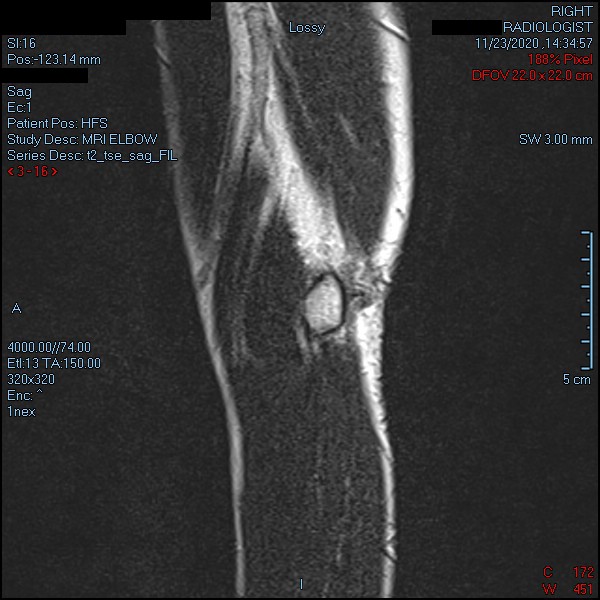 Lossy
SI:16
Pos:-123.14 mm
Sag
Ec:1
Patient Pos: HFS
Study Desc: MRI ELBOW
Series Desc: t2_tse_sag_FIL
< 3 - 16 >
RIGHT
RADIOLOGIST
11/23/2020 ,14:34:57
188% Pixel
DFOV 22.0 x 22.0 cm
SW 3.00 mm
A
4000.00//74.00
Etl:13 TA:150.00
320x320
Enc: ^
1nex
5 cm
I
C 172
W 451